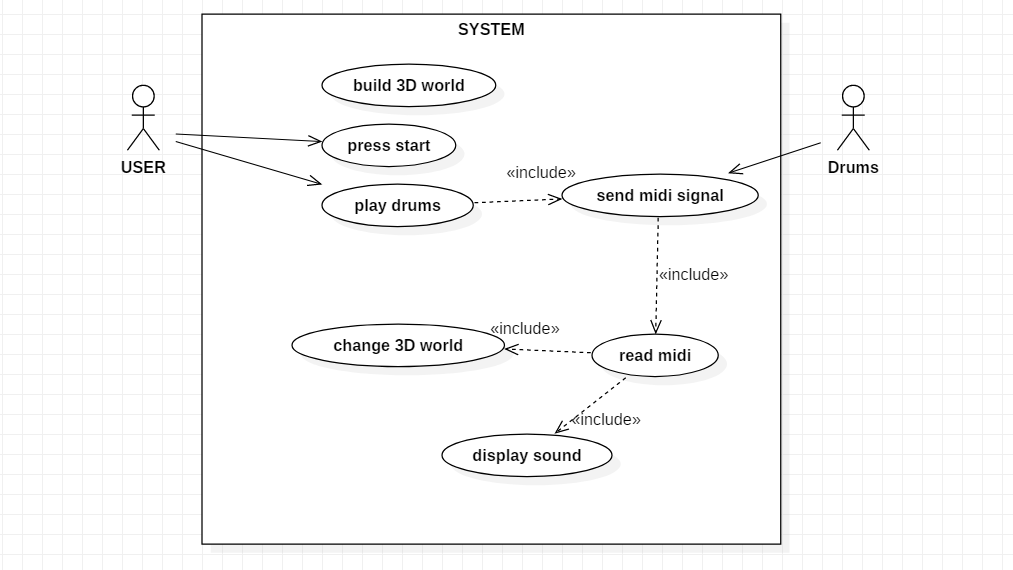 SYSTEM
build 3D world
press start
USER
Drums
«include»
play drums
send midi signal
«include»
«include»
change 3D world
read midi
«include»
display sound